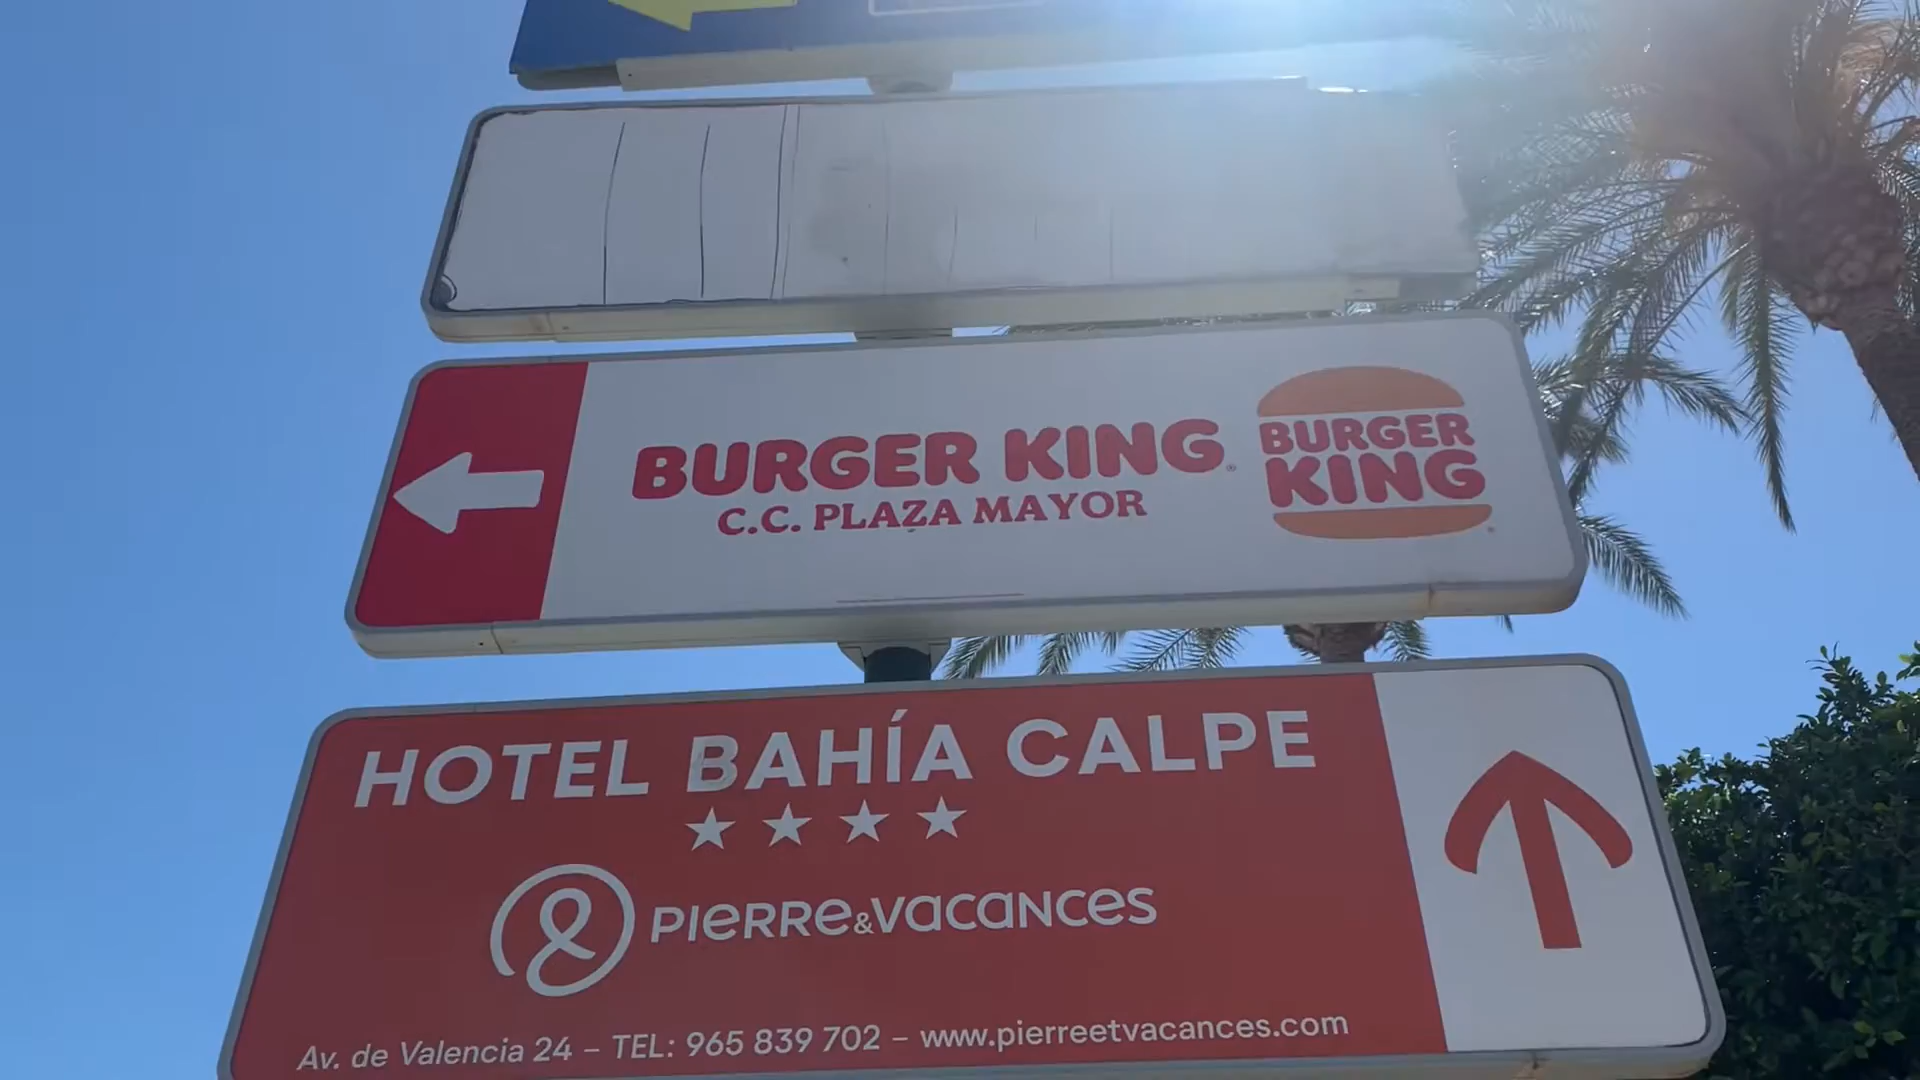 BURGER KING®
C.C. PLAZA MAYOR
BURGER
KING®
HOTEL BAHÍA CALPE
PIERRE&VACANCES
Av. de Valencia 24 – TEL: 965 839 702 – www.pierreetvacances.com